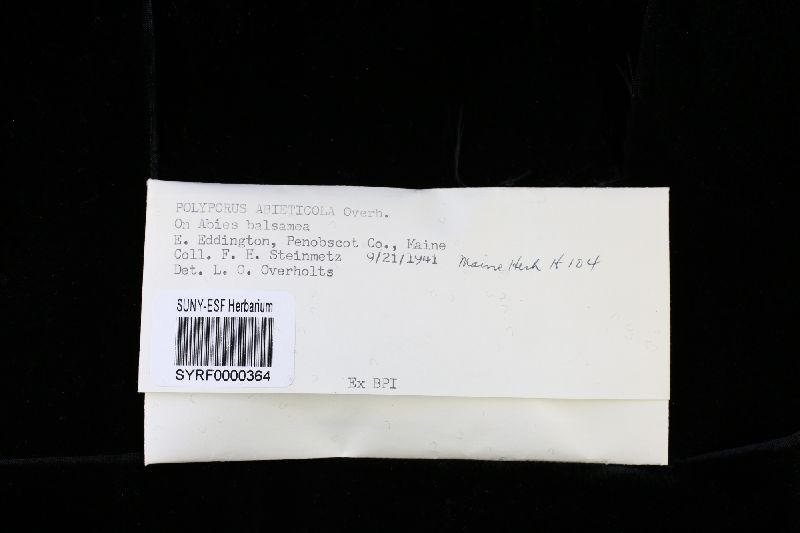 POLYPORUS ABIETICOLA Overh.
On Abies balsamea
E. Eddington, Penobscot Co., Maine
Coll. F. H. Steinmetz 9/21/1941 Maine Herb # 104
Det. L. O. Overholts
SUNY-ESF Herbarium
SYRF0000364
Ex BPI